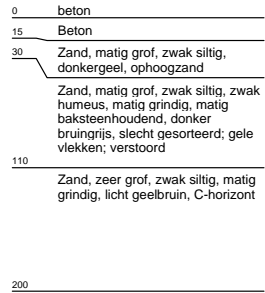 0 beton
15 Beton
30 Zand, matig grof, zwak siltig,
donkergeel, ophoogzand
Zand, matig grof, zwak siltig, zwak
humeus, matig grindig, matig
baksteenhoudend, donker
bruingrijs, slecht gesorteerd; gele
vlekken; verstoord
110
Zand, zeer grof, zwak siltig, matig
grindig, licht geelbruin, C-horizont
200